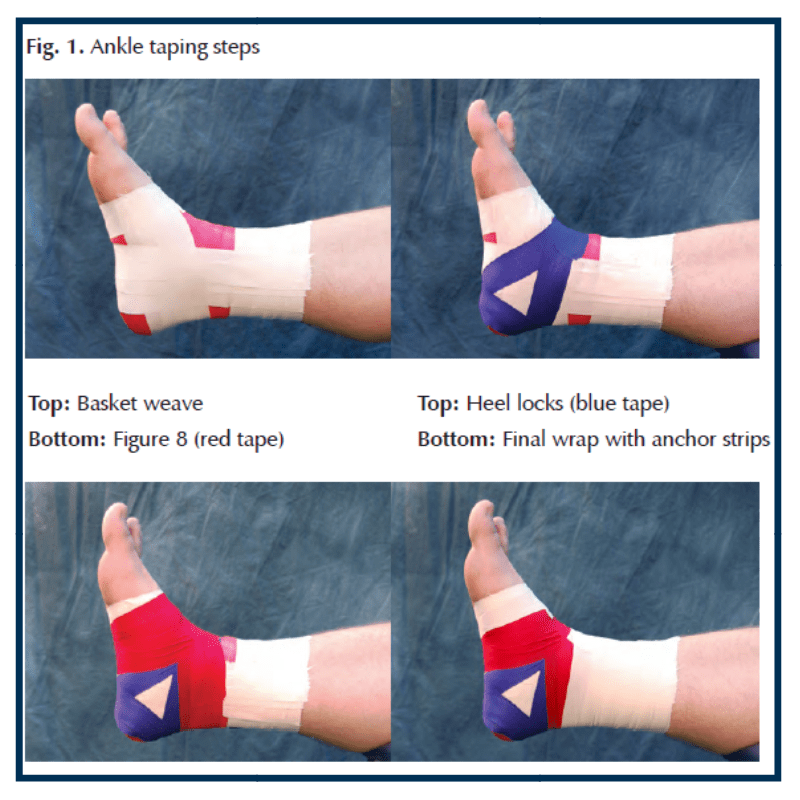 Fig. 1. Ankle taping steps
Top: Basket weave
Bottom: Figure 8 (red tape)
Top: Heel locks (blue tape)
Bottom: Final wrap with anchor strips